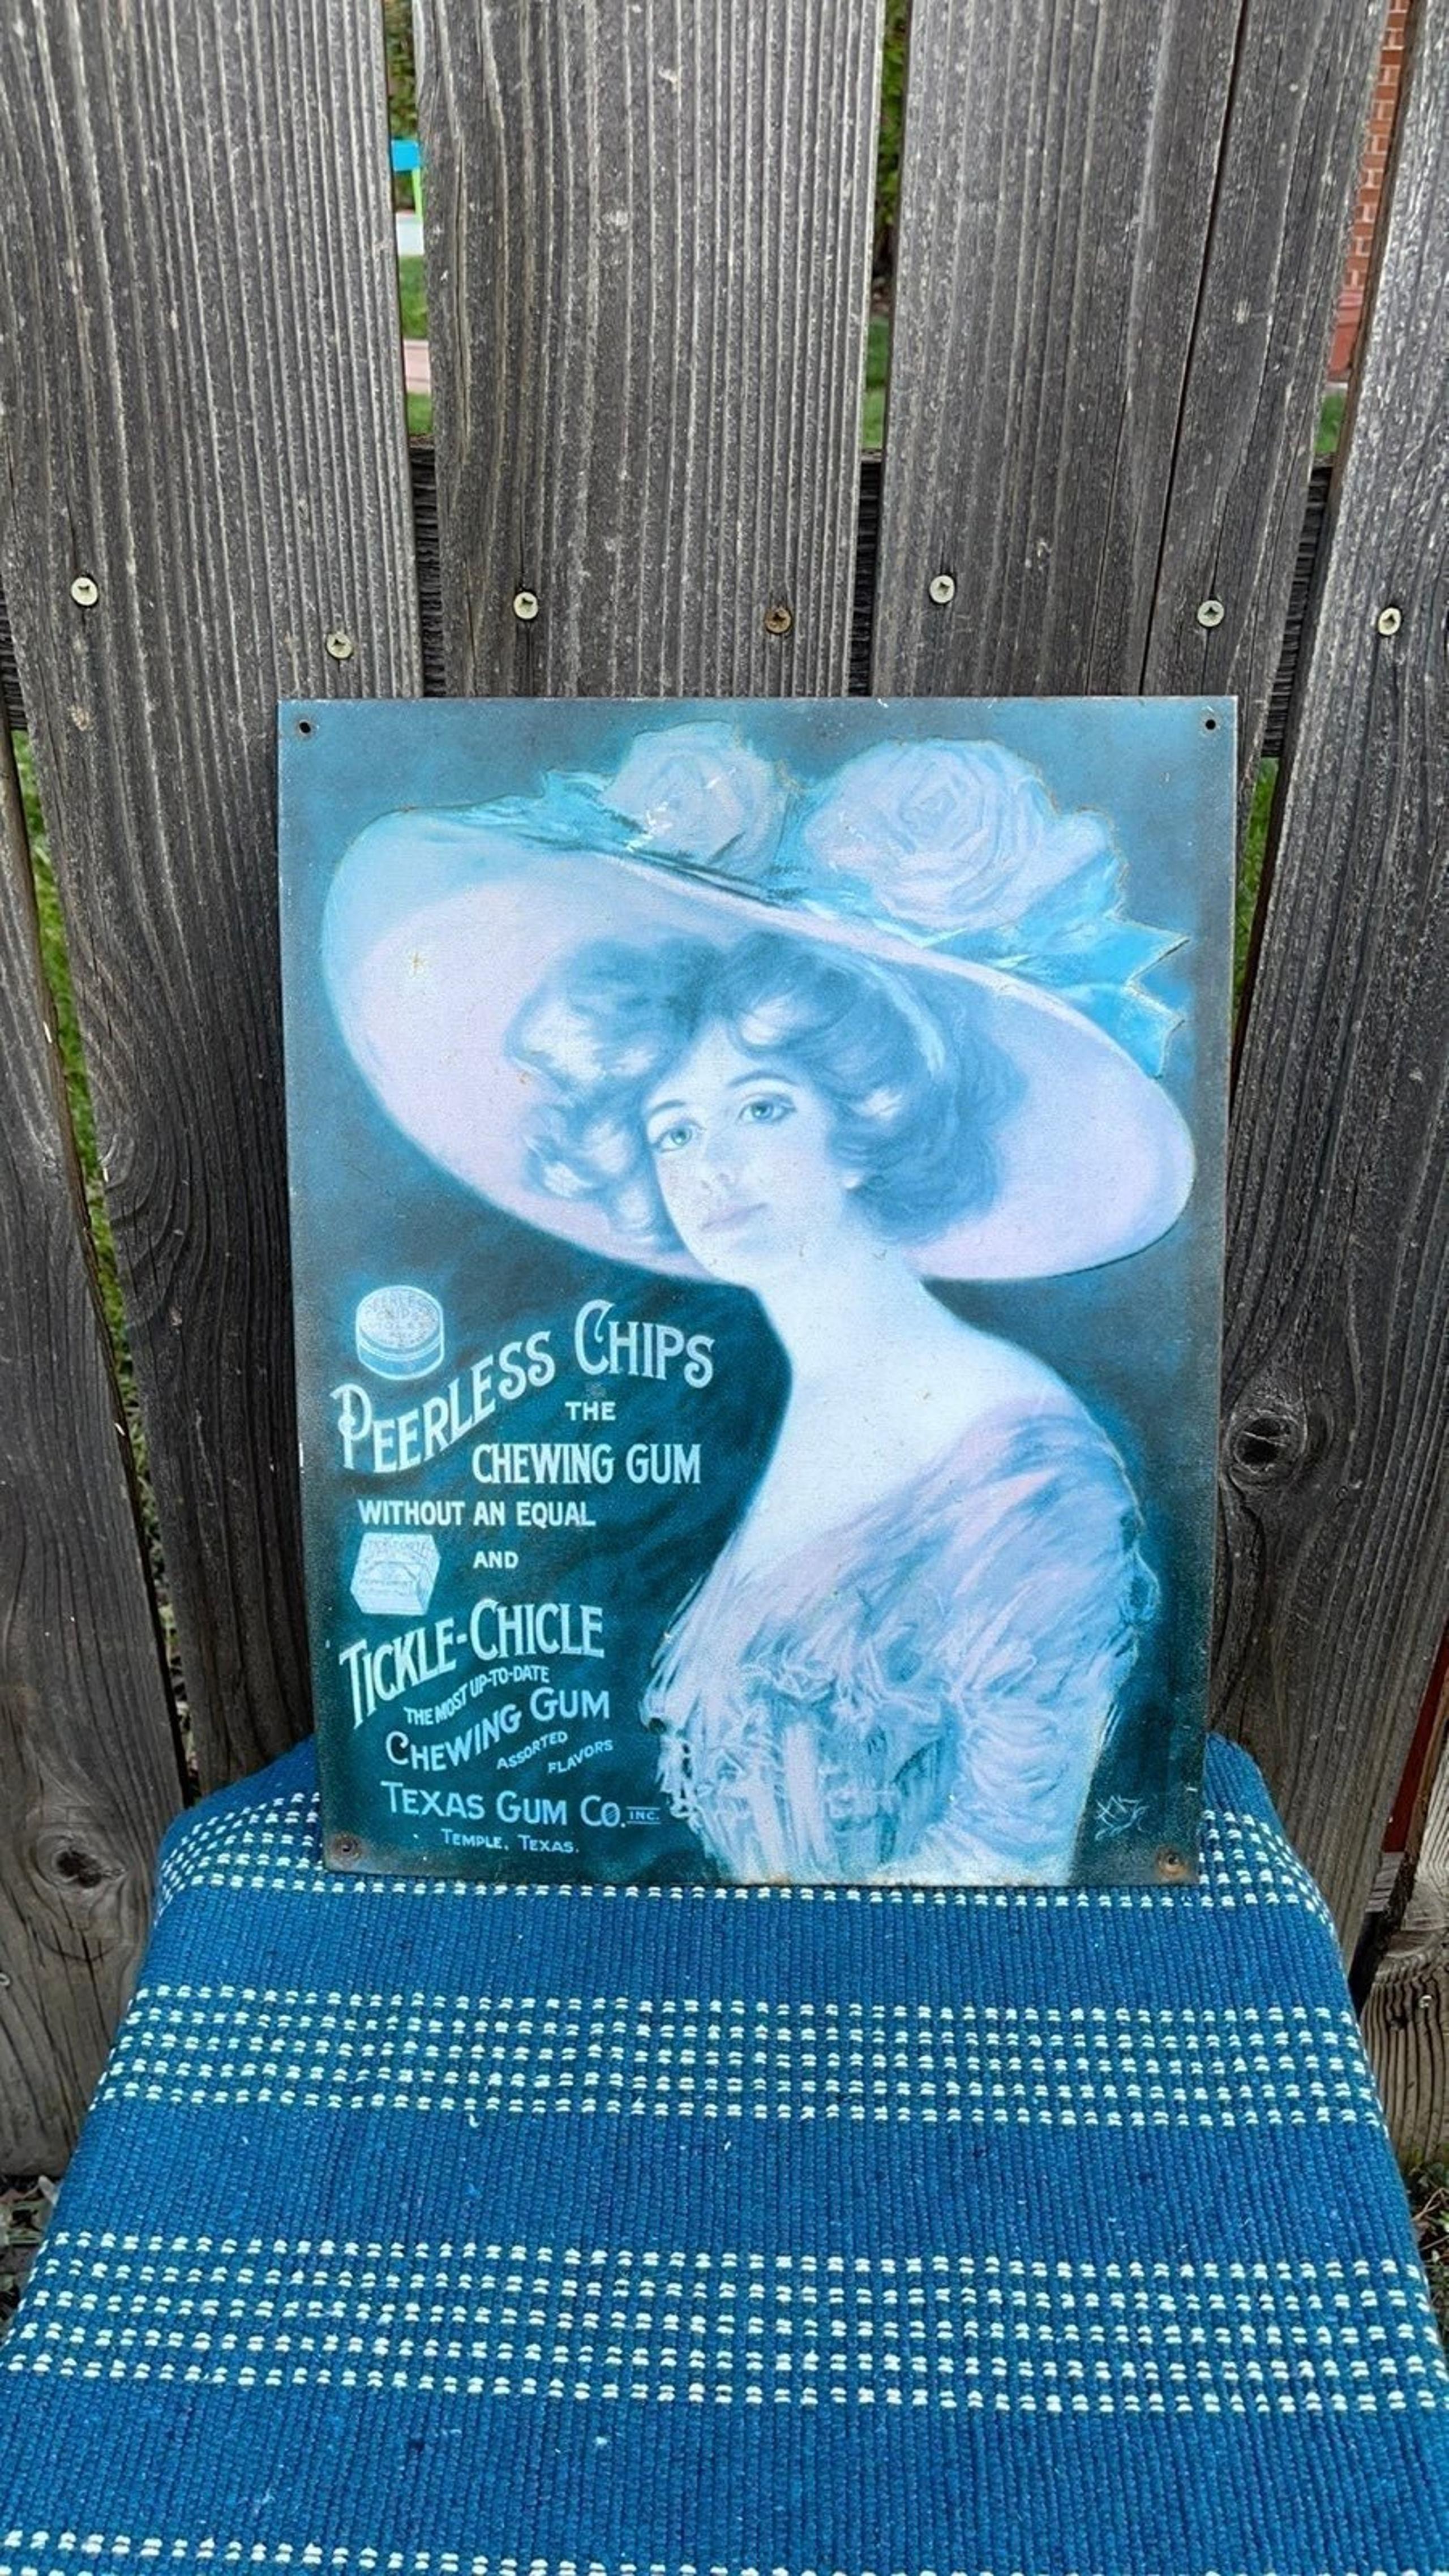 PEERLESS CHIPS
THE
CHEWING GUM
WITHOUT AN EQUAL
AND
TICKLE-CHICLE
THE MOST UP-TO-DATE
CHEWING GUM
ASSORTED
FLAVORS
TEXAS GUM CO. INC.
TEMPLE, TEXAS.